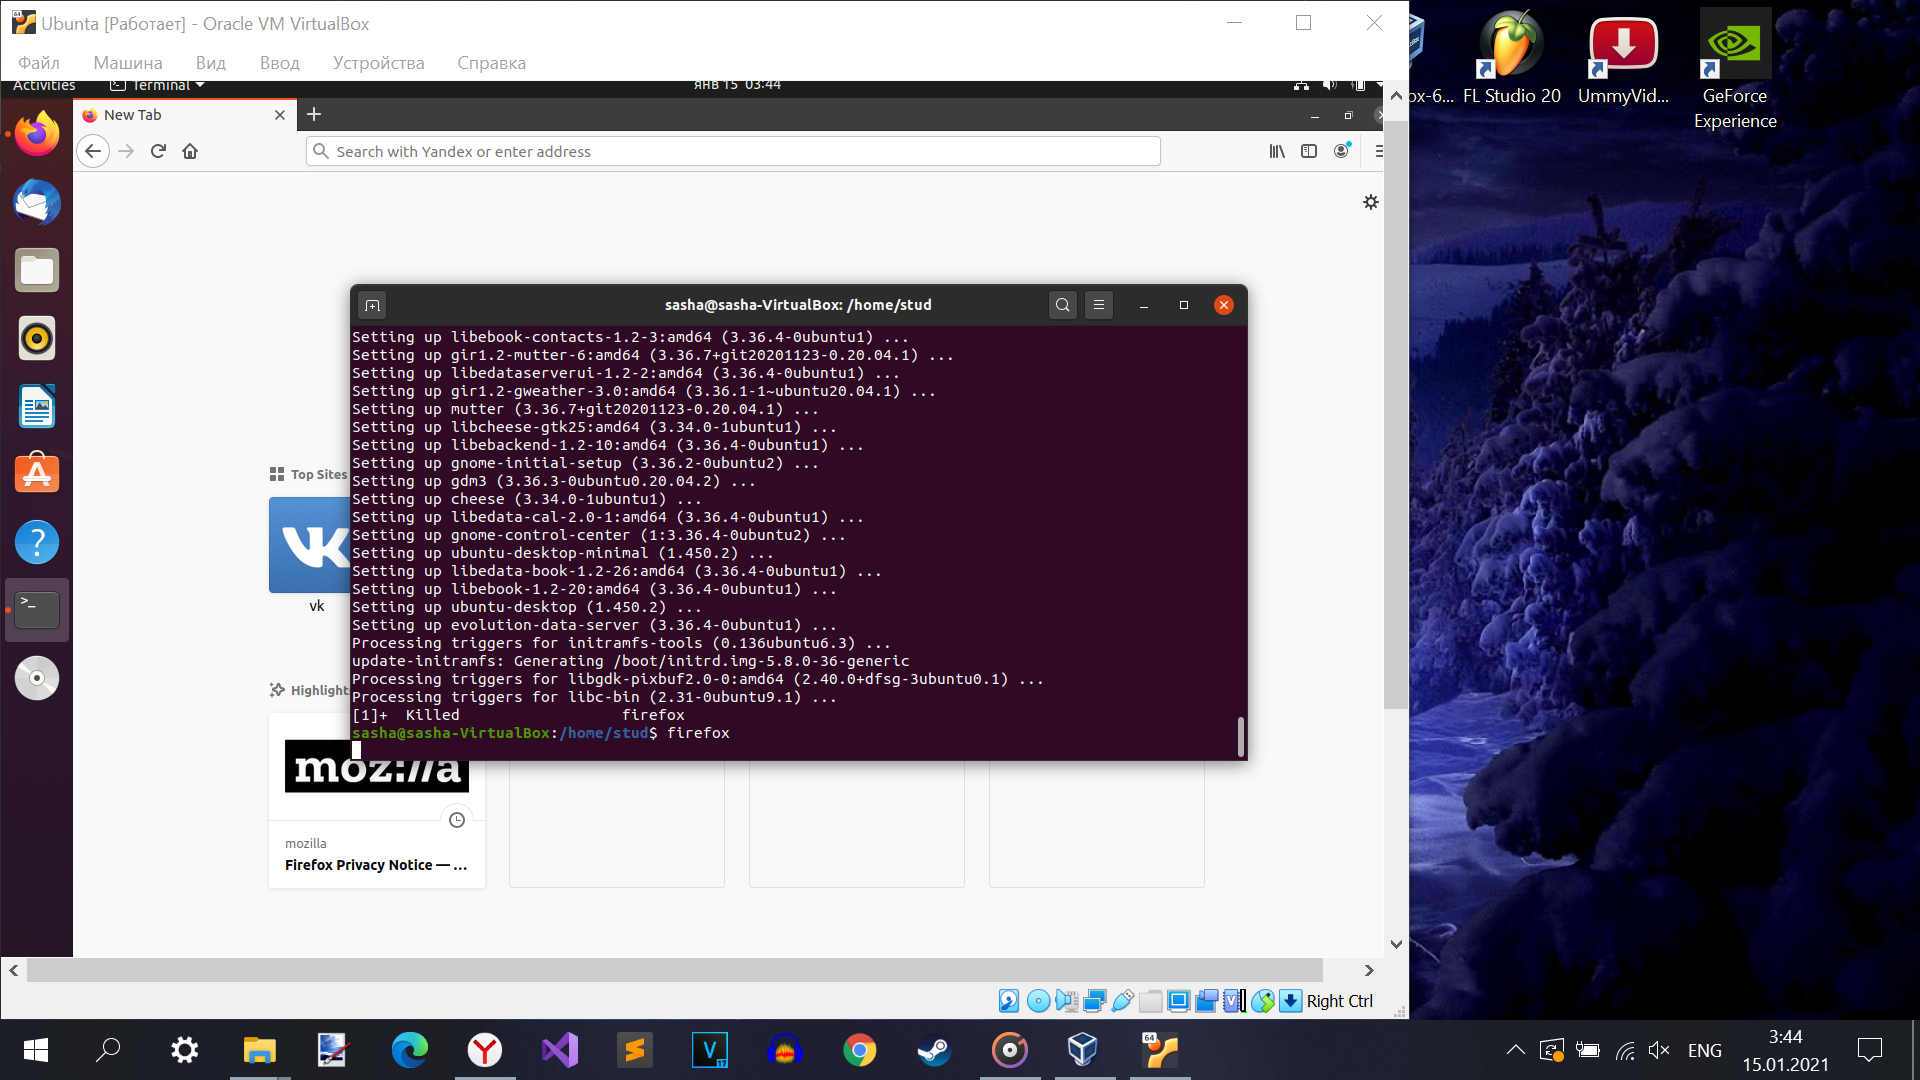 Ubunta [Работает] - Oracle VM VirtualBox
Файл Машина Вид Ввод Устройства Справка
Activities Terminal янв 15 03:44
New Tab
Search with Yandex or enter address
sasha@sasha-VirtualBox: /home/stud
Setting up libebook-contacts-1.2-3:amd64 (3.36.4-0ubuntu1) ...
Setting up gir1.2-mutter-6:amd64 (3.36.7+git20201123-0.20.04.1) ...
Setting up libedataserverui-1.2-2:amd64 (3.36.4-0ubuntu1) ...
Setting up gir1.2-gweather-3.0:amd64 (3.36.1-1~ubuntu20.04.1) ...
Setting up mutter (3.36.7+git20201123-0.20.04.1) ...
Setting up libcheese-gtk25:amd64 (3.34.0-1ubuntu1) ...
Setting up libebackend-1.2-10:amd64 (3.36.4-0ubuntu1) ...
Setting up gnome-initial-setup (3.36.2-0ubuntu2) ...
Setting up gdm3 (3.36.3-0ubuntu0.20.04.2) ...
Setting up cheese (3.34.0-1ubuntu1) ...
Setting up libedata-cal-2.0-1:amd64 (3.36.4-0ubuntu1) ...
Setting up gnome-control-center (1:3.36.4-0ubuntu2) ...
Setting up ubuntu-desktop-minimal (1.450.2) ...
Setting up libedata-book-1.2-26:amd64 (3.36.4-0ubuntu1) ...
Setting up libebook-1.2-20:amd64 (3.36.4-0ubuntu1) ...
Setting up ubuntu-desktop (1.450.2) ...
Setting up evolution-data-server (3.36.4-0ubuntu1) ...
Processing triggers for initramfs-tools (0.136ubuntu6.3) ...
update-initramfs: Generating /boot/initrd.img-5.8.0-36-generic
Processing triggers for libgdk-pixbuf2.0-0:amd64 (2.40.0+dfsg-3ubuntu0.1) ...
Processing triggers for libc-bin (2.31-0ubuntu9.1) ...
[1]+ Killed firefox
sasha@sasha-VirtualBox:/home/stud$ firefox
Top Sites
vk
Highlight
moz://a
mozilla
Firefox Privacy Notice — ...
Right Ctrl
ox-6... FL Studio 20 UmmyVid... GeForce
Experience
64
V
17
64
ENG
3:44
15.01.2021